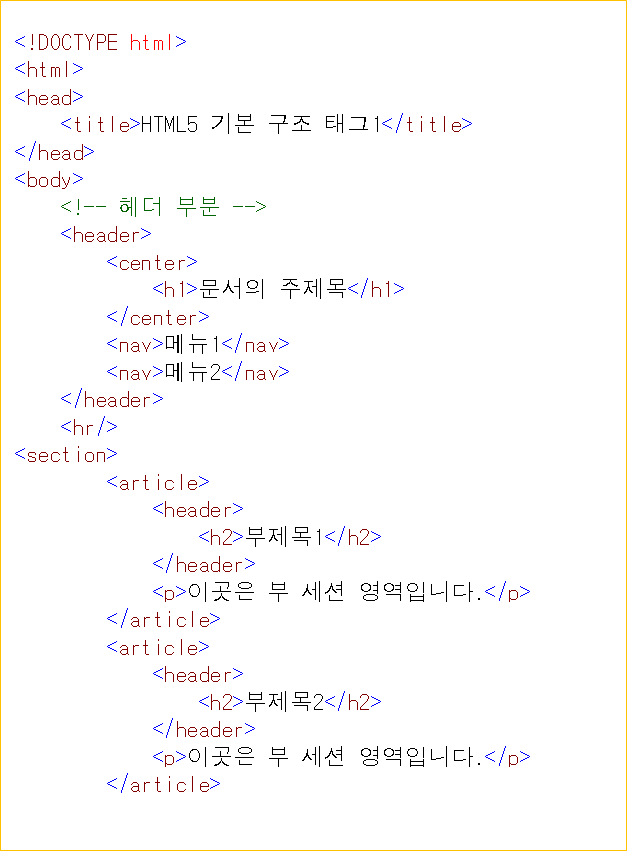 <!DOCTYPE html>
<html>
<head>
<title>HTML5 기본 구조 태그1</title>
</head>
<body>
<!-- 헤더 부분 -->
<header>
<center>
<h1>문서의 주제목</h1>
</center>
<nav>메뉴1</nav>
<nav>메뉴2</nav>
</header>
<hr/>
<section>
<article>
<header>
<h2>부제목1</h2>
</header>
<p>이곳은 부 세션 영역입니다.</p>
</article>
<article>
<header>
<h2>부제목2</h2>
</header>
<p>이곳은 부 세션 영역입니다.</p>
</article>